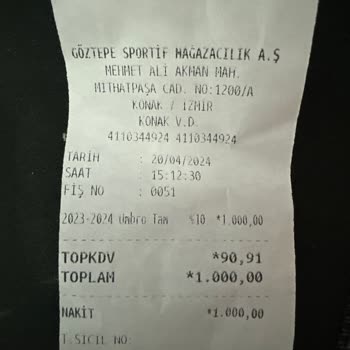 GÖZTEPE SPORTİF MAĞAZACILIK A.Ş
MEHMET ALİ AKMAN MAH.
MİTHATPAŞA CAD. NO:1200/A
KONAK / İZMİR
KONAK V.D.
4110344924 4110344924
TARİH : 20/04/2024
SAAT : 15:12:30
FİŞ NO : 0051
2023-2024 Umbro Tam %10 *1.000,00
TOPKDV *90,91
TOPLAM *1.000,00
NAKİT *1.000,00
T.SİCİL NO: